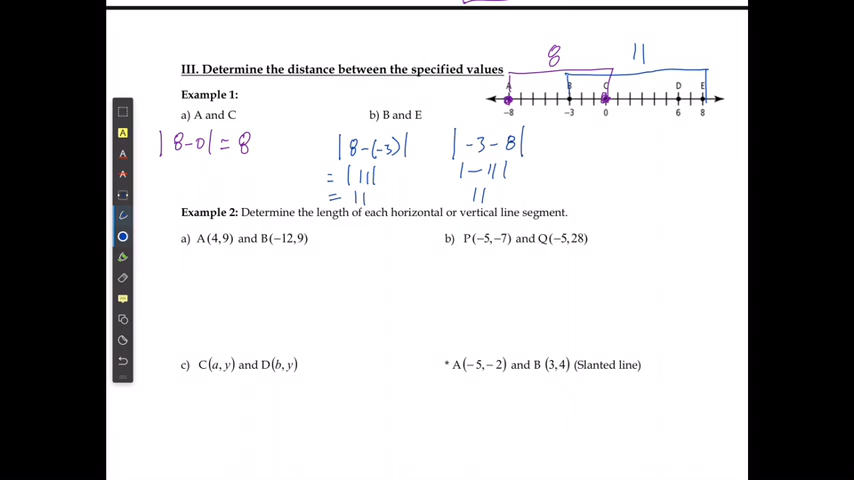 8 11
III. Determine the distance between the specified values
A B C D E
-8 -3 0 6 8
Example 1:
a) A and C b) B and E
| 8-0| = 8 | 8-(-3)| | -3-8|
= |11| |-11|
= 11 11
Example 2: Determine the length of each horizontal or vertical line segment.
a) A(4,9) and B(−12,9) b) P(−5,−7) and Q(−5,28)
c) C(a,y) and D(b,y) * A(−5,−2) and B (3,4) (Slanted line)